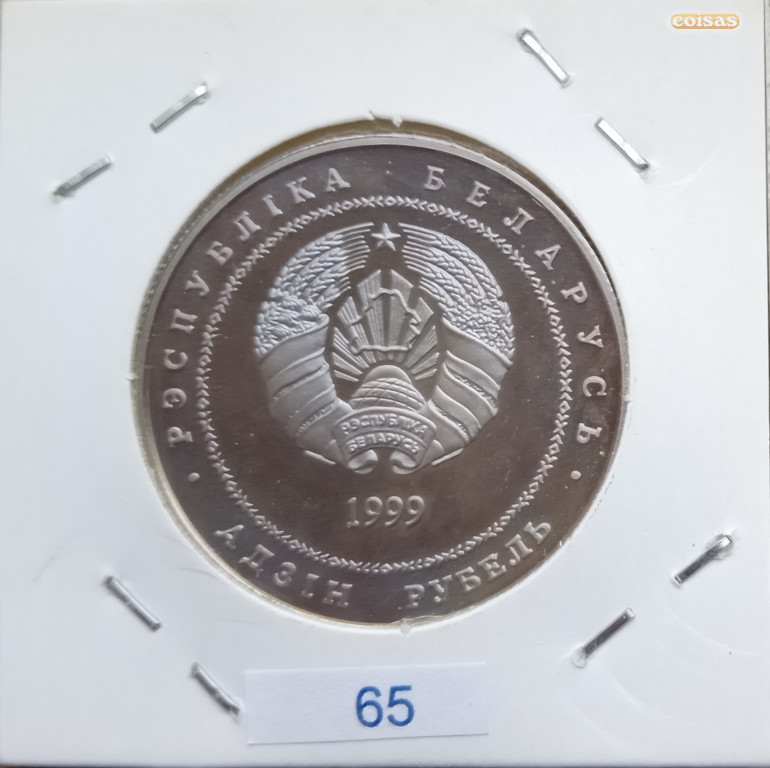 coisas
РЭСПУБЛІКА · БЕЛАРУСЬ
РЭСПУБЛІКА
БЕЛАРУСЬ
1999
· АДЗІН РУБЕЛЬ ·
65